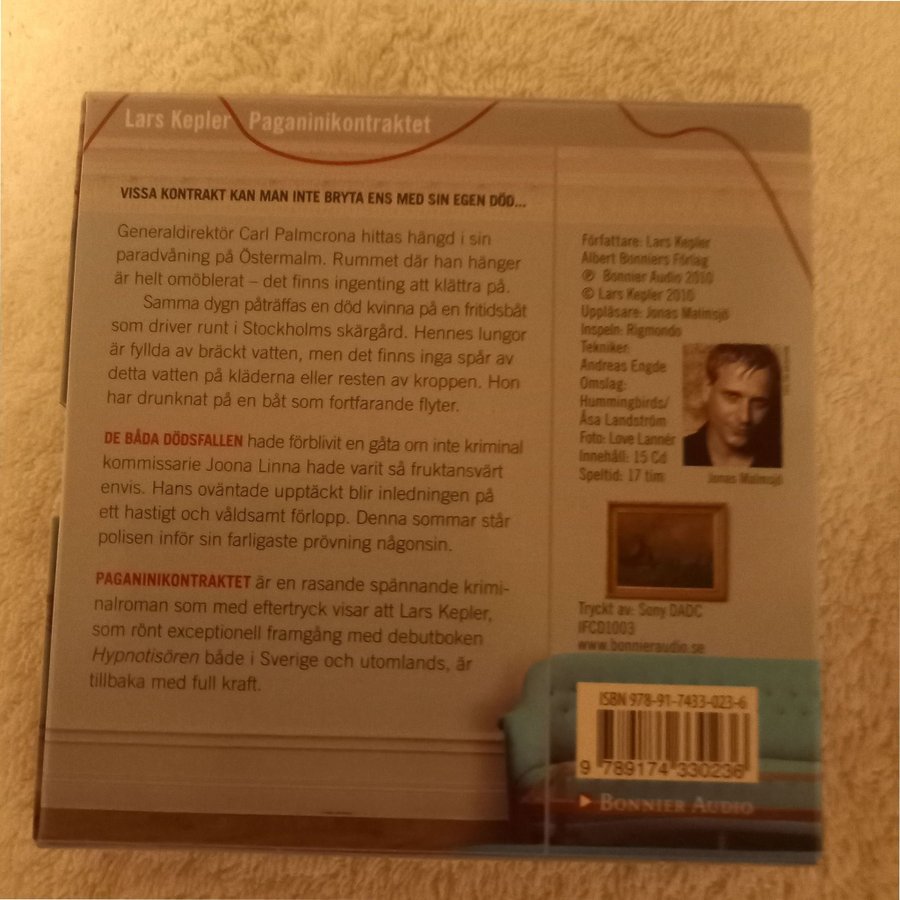 Lars Kepler Paganinikontraktet
VISSA KONTRAKT KAN MAN INTE BRYTA ENS MED SIN EGEN DÖD...
Generaldirektör Carl Palmcrona hittas hängd i sin
paradvåning på Östermalm. Rummet där han hänger
är helt omöblerat – det finns ingenting att klättra på.
Samma dygn påträffas en död kvinna på en fritidsbåt
som driver runt i Stockholms skärgård. Hennes lungor
är fyllda av bräckt vatten, men det finns inga spår av
detta vatten på kläderna eller resten av kroppen. Hon
har drunknat på en båt som fortfarande flyter.
DE BÅDA DÖDSFALLEN hade förblivit en gåta om inte kriminal
kommissarie Joona Linna hade varit så fruktansvärt
envis. Hans oväntade upptäckt blir inledningen på
ett hastigt och våldsamt förlopp. Denna sommar står
polisen inför sin farligaste prövning någonsin.
PAGANINIKONTRAKTET är en rasande spännande krimi-
nalroman som med eftertryck visar att Lars Kepler,
som rönt exceptionell framgång med debutboken
Hypnotisören både i Sverige och utomlands, är
tillbaka med full kraft.
Författare: Lars Kepler
Albert Bonniers Förlag
℗ Bonnier Audio 2010
© Lars Kepler 2010
Uppläsare: Jonas Malmsjö
Inspeln: Rigmondo
Tekniker:
Andreas Engde
Omslag:
Hummingbirds/
Åsa Landström
Foto: Love Lannér
Innehåll: 15 Cd
Speltid: 17 tim
Jonas Malmsjö
Tryckt av: Sony DADC
IFCD1003
www.bonnieraudio.se
ISBN 978-91-7433-023-6
9 789174 330236
BONNIER AUDIO